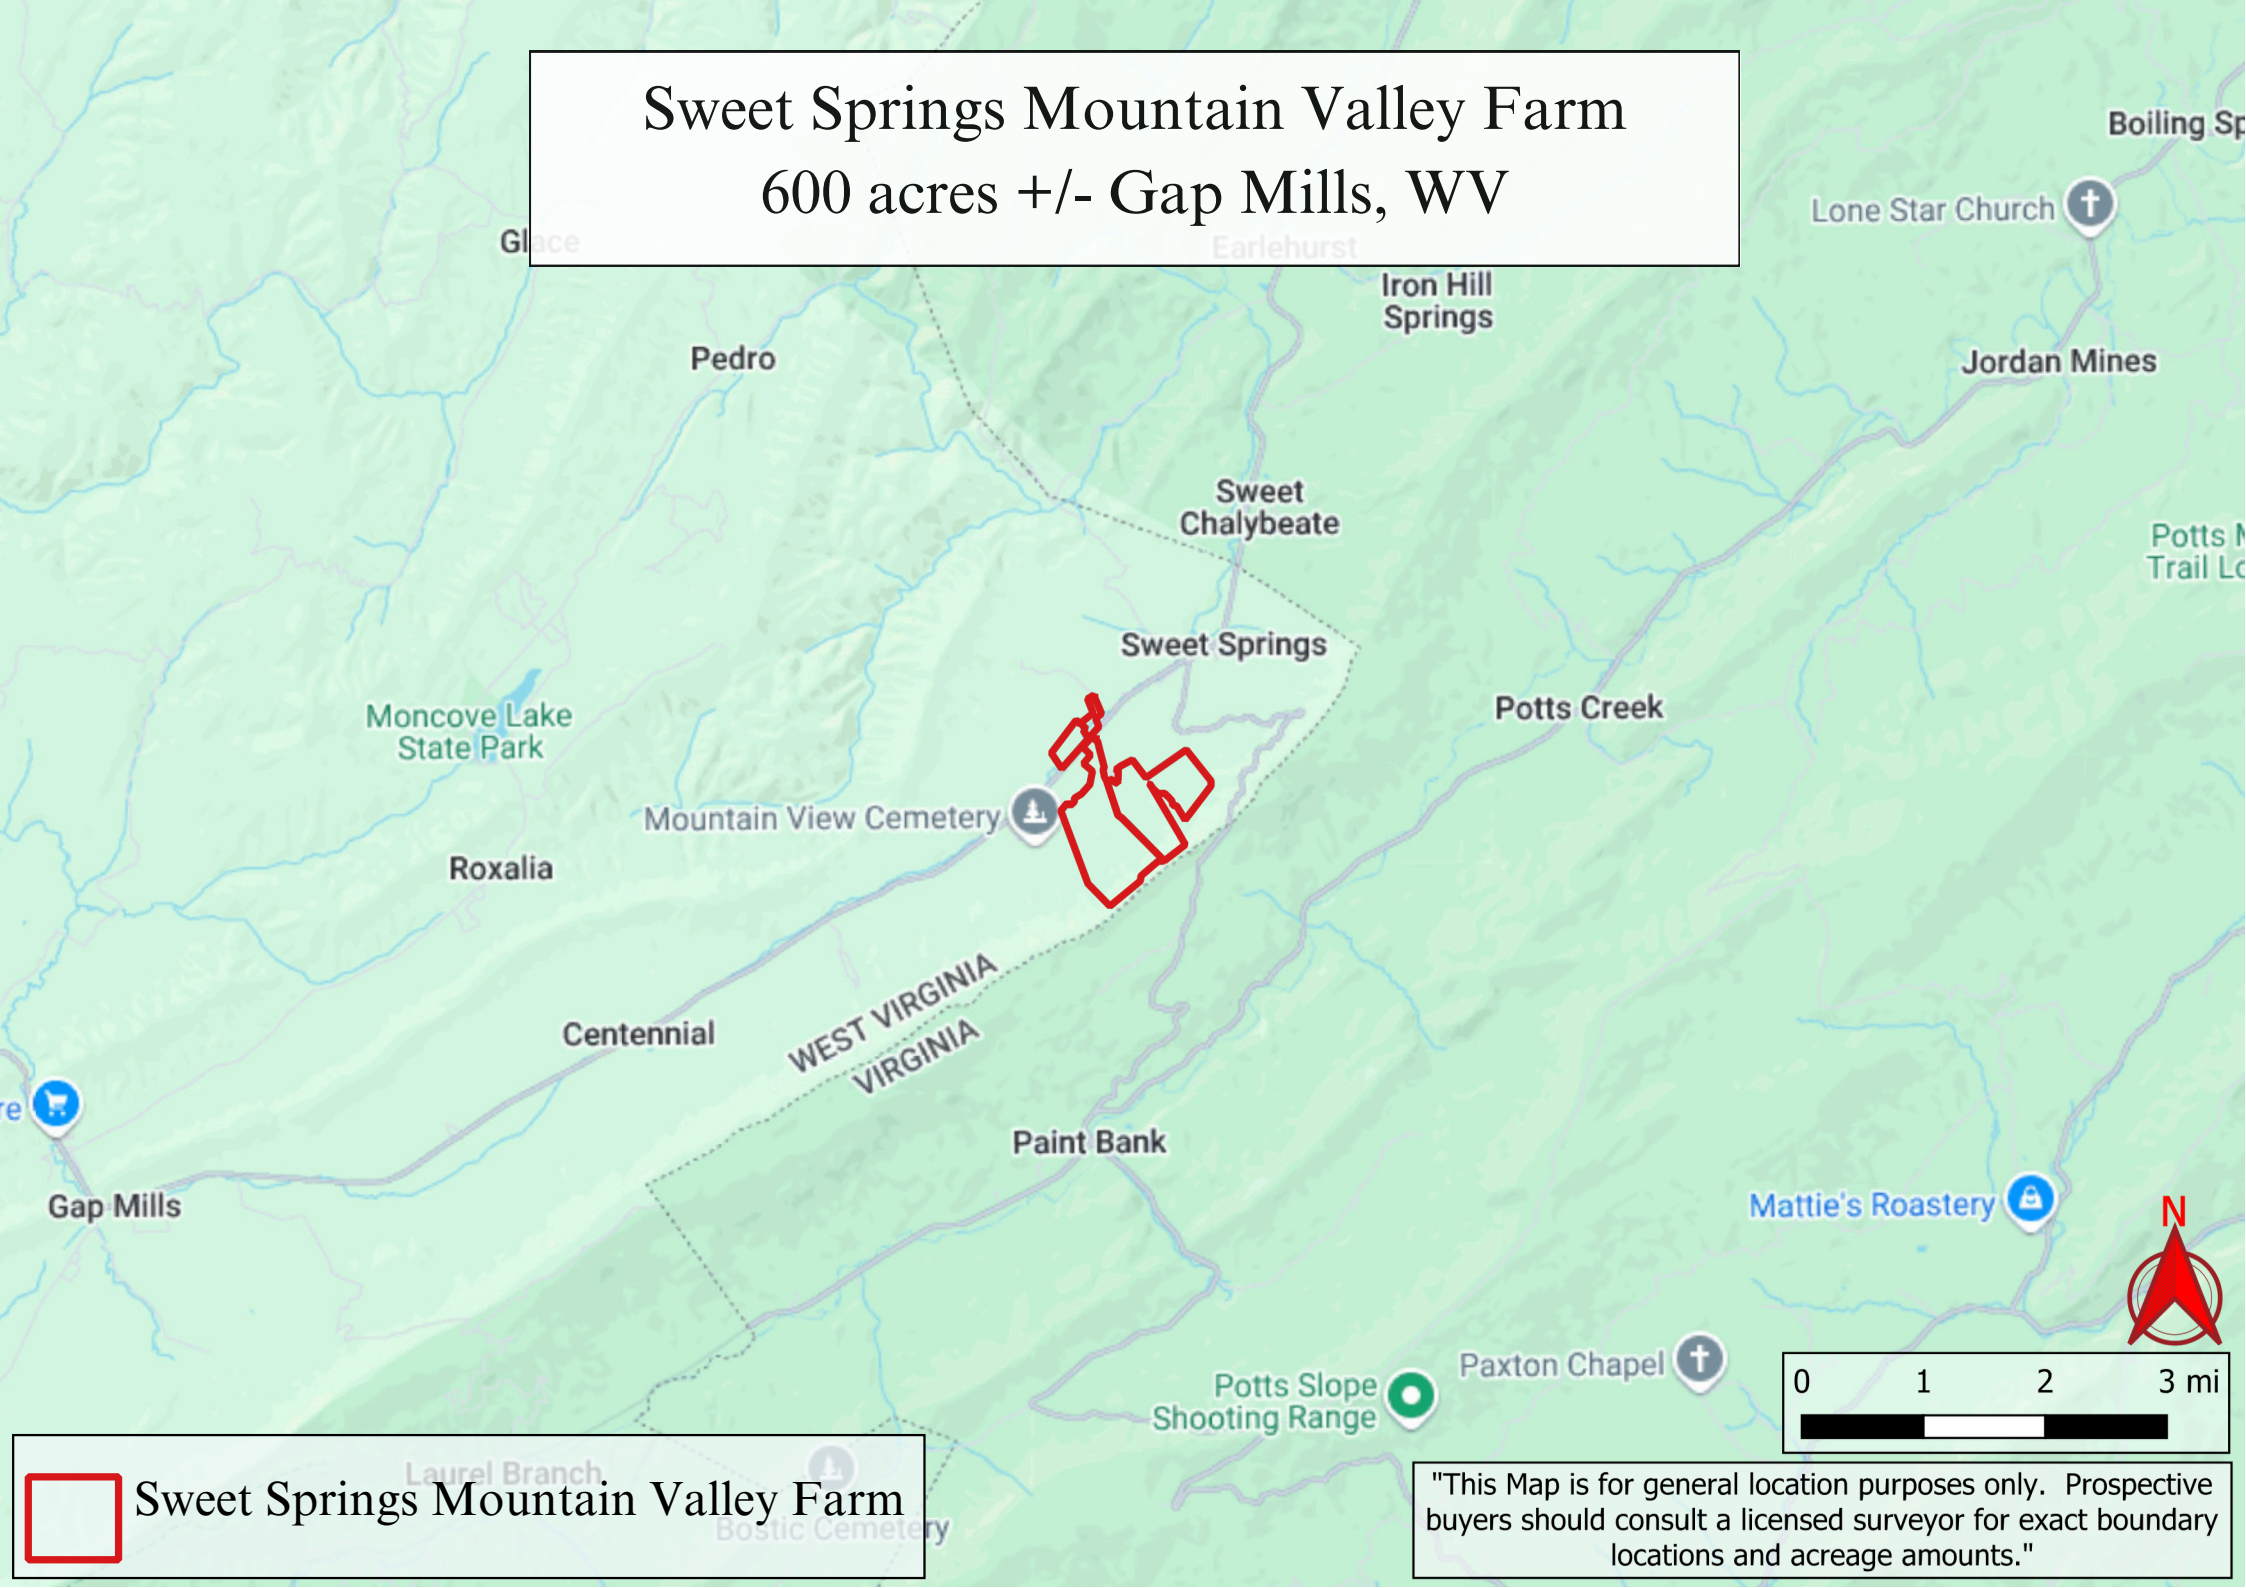 Sweet Springs Mountain Valley Farm
600 acres +/- Gap Mills, WV
Boiling Sp
Lone Star Church
Glace
Earlehurst
Iron Hill
Springs
Pedro
Jordan Mines
Sweet
Chalybeate
Potts M
Trail Lo
Sweet Springs
Moncove Lake
State Park
Potts Creek
Mountain View Cemetery
Roxalia
WEST VIRGINIA
VIRGINIA
Centennial
re
Paint Bank
Gap Mills
Mattie's Roastery
N
Paxton Chapel
Potts Slope
Shooting Range
0 1 2 3 mi
Laurel Branch
Sweet Springs Mountain Valley Farm
Bostic Cemetery
"This Map is for general location purposes only. Prospective
buyers should consult a licensed surveyor for exact boundary
locations and acreage amounts."